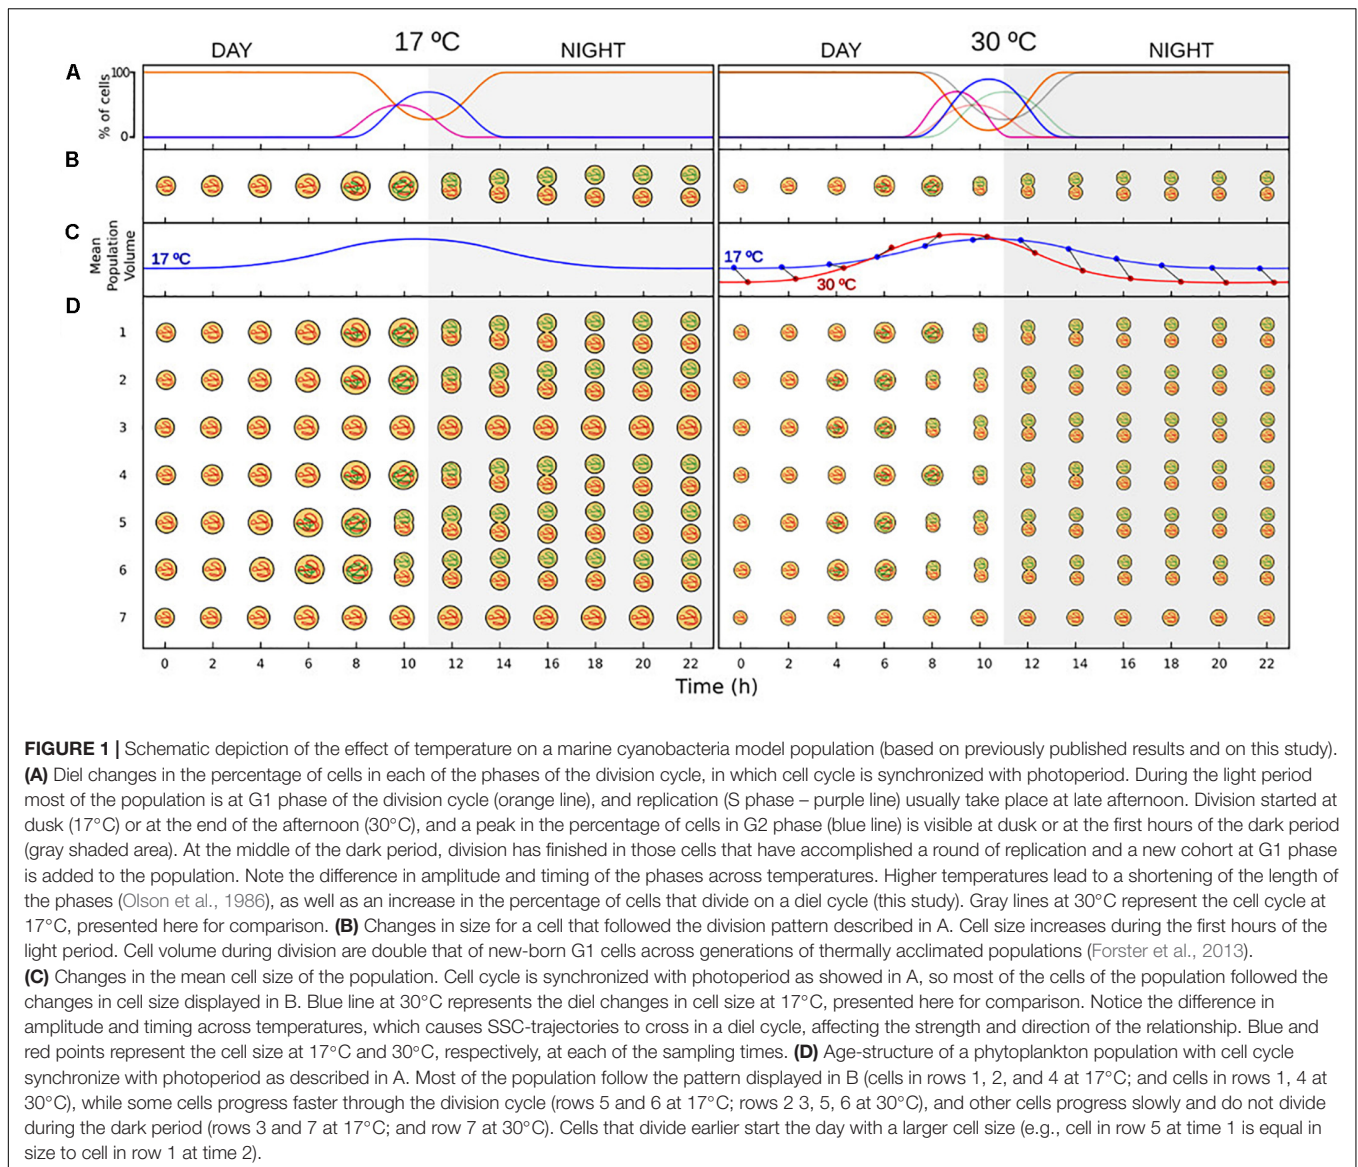 DAY 17 ºC NIGHT DAY 30 ºC NIGHT
A
100
% of cells
0
B
C
Mean Population Volume
17 ºC
17 ºC
30 ºC
D
1
2
3
4
5
6
7
0 2 4 6 8 10 12 14 16 18 20 22 0 2 4 6 8 10 12 14 16 18 20 22
Time (h)
FIGURE 1 | Schematic depiction of the effect of temperature on a marine cyanobacteria model population (based on previously published results and on this study).
(A) Diel changes in the percentage of cells in each of the phases of the division cycle, in which cell cycle is synchronized with photoperiod. During the light period
most of the population is at G1 phase of the division cycle (orange line), and replication (S phase – purple line) usually take place at late afternoon. Division started at
dusk (17°C) or at the end of the afternoon (30°C), and a peak in the percentage of cells in G2 phase (blue line) is visible at dusk or at the first hours of the dark period
(gray shaded area). At the middle of the dark period, division has finished in those cells that have accomplished a round of replication and a new cohort at G1 phase
is added to the population. Note the difference in amplitude and timing of the phases across temperatures. Higher temperatures lead to a shortening of the length of
the phases (Olson et al., 1986), as well as an increase in the percentage of cells that divide on a diel cycle (this study). Gray lines at 30°C represent the cell cycle at
17°C, presented here for comparison. (B) Changes in size for a cell that followed the division pattern described in A. Cell size increases during the first hours of the
light period. Cell volume during division are double that of new-born G1 cells across generations of thermally acclimated populations (Forster et al., 2013).
(C) Changes in the mean cell size of the population. Cell cycle is synchronized with photoperiod as showed in A, so most of the cells of the population followed the
changes in cell size displayed in B. Blue line at 30°C represents the diel changes in cell size at 17°C, presented here for comparison. Notice the difference in
amplitude and timing across temperatures, which causes SSC-trajectories to cross in a diel cycle, affecting the strength and direction of the relationship. Blue and
red points represent the cell size at 17°C and 30°C, respectively, at each of the sampling times. (D) Age-structure of a phytoplankton population with cell cycle
synchronize with photoperiod as described in A. Most of the population follow the pattern displayed in B (cells in rows 1, 2, and 4 at 17°C; and cells in rows 1, 4 at
30°C), while some cells progress faster through the division cycle (rows 5 and 6 at 17°C; rows 2 3, 5, 6 at 30°C), and other cells progress slowly and do not divide
during the dark period (rows 3 and 7 at 17°C; and row 7 at 30°C). Cells that divide earlier start the day with a larger cell size (e.g., cell in row 5 at time 1 is equal in
size to cell in row 1 at time 2).